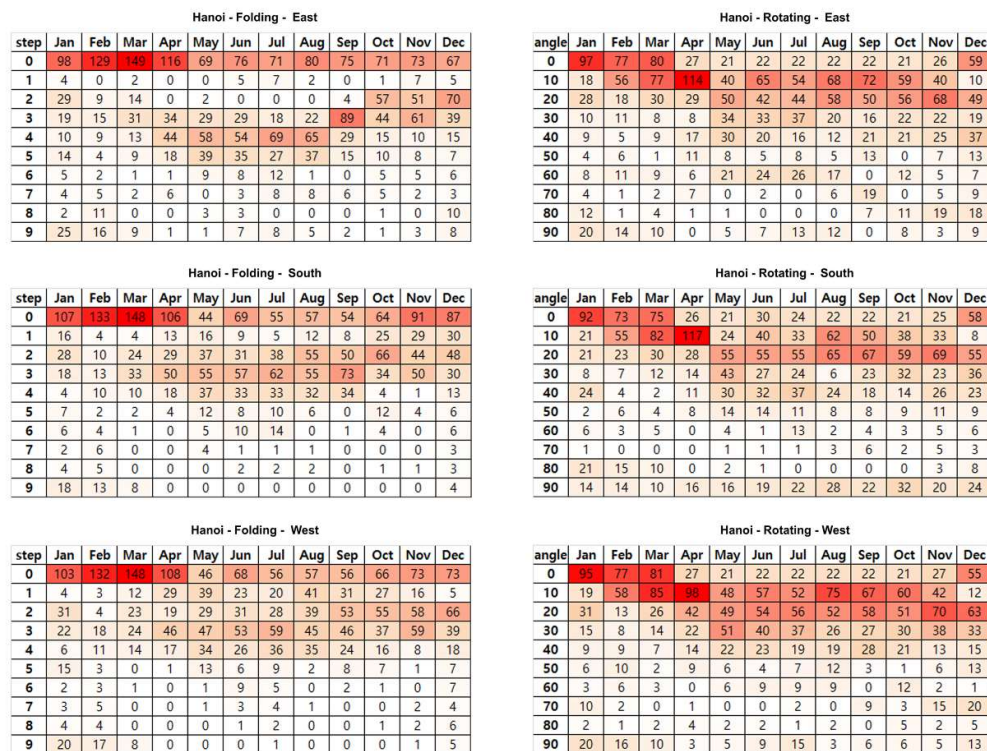 Hanoi - Folding - East
step Jan Feb Mar Apr May Jun Jul Aug Sep Oct Nov Dec
0 98 129 149 116 69 76 71 80 75 71 73 67
1 4 0 2 0 0 5 7 2 0 1 7 5
2 29 9 14 0 2 0 0 0 4 57 51 70
3 19 15 31 34 29 29 18 22 89 44 61 39
4 10 9 13 44 58 54 69 65 29 15 10 15
5 14 4 9 18 39 35 27 37 15 10 8 7
6 5 2 1 1 9 8 12 1 0 5 5 6
7 4 5 2 6 0 3 8 8 6 5 2 3
8 2 11 0 0 3 3 0 0 0 1 0 10
9 25 16 9 1 1 7 8 5 2 1 3 8
Hanoi - Rotating - East
angle Jan Feb Mar Apr May Jun Jul Aug Sep Oct Nov Dec
0 97 77 80 27 21 22 22 22 22 21 26 59
10 18 56 77 114 40 65 54 68 72 59 40 10
20 28 18 30 29 50 42 44 58 50 56 68 49
30 10 11 8 8 34 33 37 20 16 22 22 19
40 9 5 9 17 30 20 16 12 21 21 25 37
50 4 6 1 11 8 5 8 5 13 0 7 13
60 8 11 9 6 21 24 26 17 0 12 5 7
70 4 1 2 7 0 2 0 6 19 0 5 9
80 12 1 4 1 1 0 0 0 7 11 19 18
90 20 14 10 0 5 7 13 12 0 8 3 9
Hanoi - Folding - South
step Jan Feb Mar Apr May Jun Jul Aug Sep Oct Nov Dec
0 107 133 148 106 44 69 55 57 54 64 91 87
1 16 4 4 13 16 9 5 12 8 25 29 30
2 28 10 24 29 37 31 38 55 50 66 44 48
3 18 13 33 50 55 57 62 55 73 34 50 30
4 4 10 10 18 37 33 33 32 34 4 1 13
5 7 2 2 4 12 8 10 6 0 12 4 6
6 6 4 1 0 5 10 14 0 1 4 0 6
7 2 6 0 0 4 1 1 1 0 0 0 3
8 4 5 0 0 0 2 2 2 0 1 1 3
9 18 13 8 0 0 0 0 0 0 0 0 4
Hanoi - Rotating - South
angle Jan Feb Mar Apr May Jun Jul Aug Sep Oct Nov Dec
0 92 73 75 26 21 30 24 22 22 21 25 58
10 21 55 82 117 24 40 33 62 50 38 33 8
20 21 23 30 28 55 55 55 65 67 59 69 55
30 8 7 12 14 43 27 24 6 23 32 23 36
40 24 4 2 11 30 32 37 24 18 14 26 23
50 2 6 4 8 14 14 11 8 8 9 11 9
60 6 3 5 0 4 1 13 2 4 3 5 6
70 1 0 0 0 1 1 1 3 6 2 5 3
80 21 15 10 0 2 1 0 0 0 0 3 8
90 14 14 10 16 16 19 22 28 22 32 20 24
Hanoi - Folding - West
step Jan Feb Mar Apr May Jun Jul Aug Sep Oct Nov Dec
0 103 132 148 108 46 68 56 57 56 66 73 73
1 4 3 12 29 39 23 20 41 31 27 16 5
2 31 4 23 19 29 31 28 39 53 55 58 66
3 22 18 24 46 47 53 59 45 46 37 59 39
4 6 11 14 17 34 26 36 35 24 16 8 18
5 15 3 0 1 13 6 9 2 8 7 1 7
6 2 3 1 0 1 9 5 0 2 1 0 7
7 3 5 0 0 1 3 4 1 0 0 2 4
8 4 4 0 0 0 1 2 0 0 1 2 6
9 20 17 8 0 0 0 1 0 0 0 1 5
Hanoi - Rotating - West
angle Jan Feb Mar Apr May Jun Jul Aug Sep Oct Nov Dec
0 95 77 81 27 21 22 22 22 22 21 27 55
10 19 58 85 98 48 57 52 75 67 60 42 12
20 31 13 26 42 49 54 56 52 58 51 70 63
30 15 8 14 22 51 40 37 26 27 30 38 33
40 9 9 7 14 22 23 19 19 28 21 13 15
50 6 10 2 9 6 4 7 12 3 1 6 13
60 3 6 3 0 6 9 9 9 0 12 2 1
70 10 2 0 1 0 0 2 0 9 3 15 20
80 2 1 2 4 2 2 1 2 0 5 2 5
90 20 16 10 3 5 9 15 3 6 6 5 13